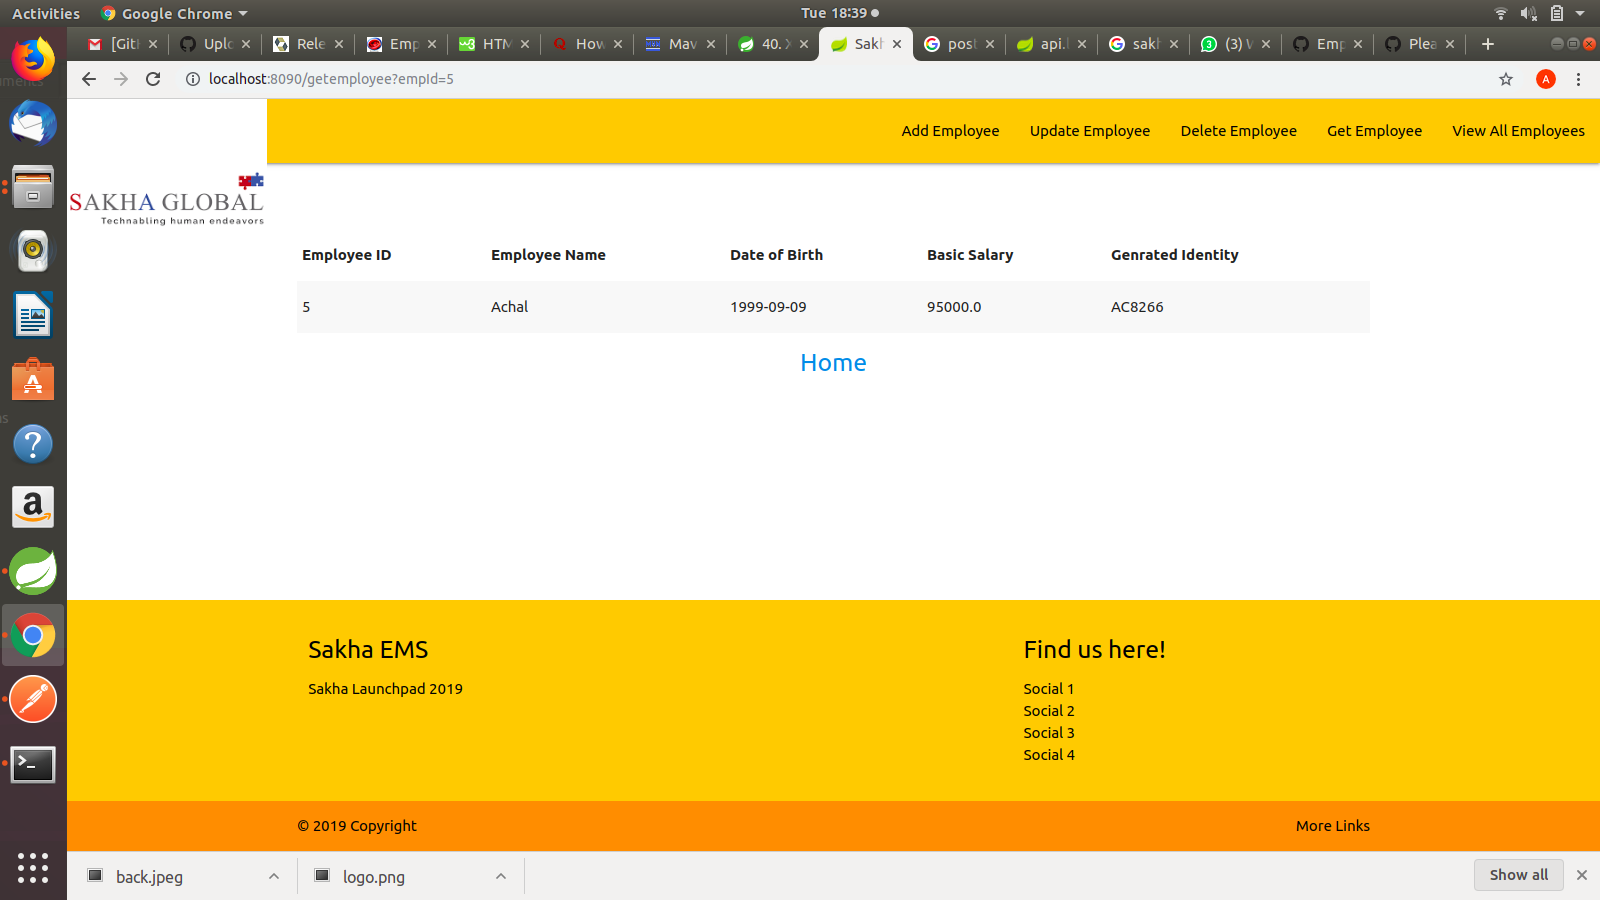 Activities Google Chrome Tue 18:39
[Gitl Uplo Rele Emp HTM How Mav 40. X Sakh post api.l sakh (3) W Emp Plea
localhost:8090/getemployee?empId=5 A
uments
Add Employee Update Employee Delete Employee Get Employee View All Employees
SAKHA GLOBAL
Technabling human endeavors
Employee ID Employee Name Date of Birth Basic Salary Genrated Identity
5 Achal 1999-09-09 95000.0 AC8266
Home
Sakha EMS Find us here!
Sakha Launchpad 2019 Social 1
Social 2
Social 3
Social 4
© 2019 Copyright More Links
back.jpeg logo.png Show all